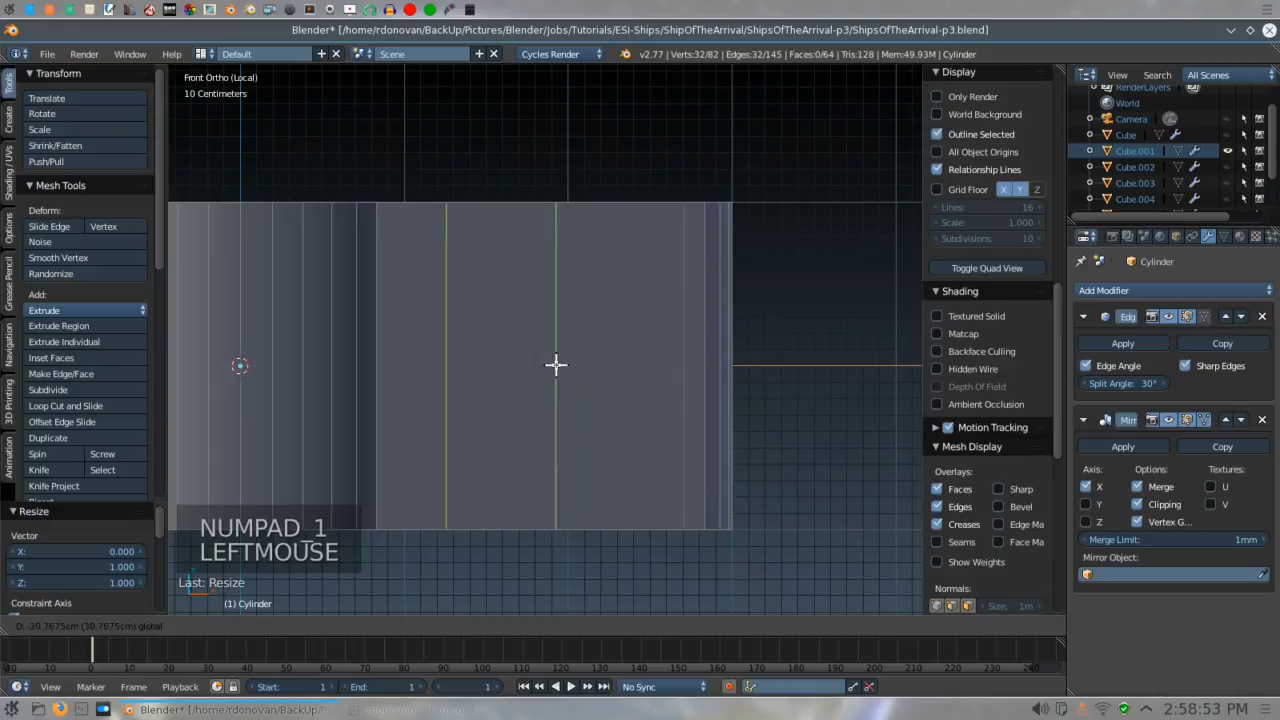 Blender* [/home/rdonovan/BackUp/Pictures/Blender/Jobs/Tutorials/ESI-Ships/ShipOfTheArrival/ShipsOfTheArrival-p3/ShipsOfTheArrival-p3.blend]
File Render Window Help Default Scene Cycles Render v2.77 | Verts:32/82 | Edges:32/145 | Faces:0/64 | Tris:128 | Mem:49.93M | Cylinder
Tools
Create
Shading / UVs
Options
Grease Pencil
Navigation
3D Printing
Animation
Transform
Translate
Rotate
Scale
Shrink/Fatten
Push/Pull
Mesh Tools
Deform:
Slide Edge Vertex
Noise
Smooth Vertex
Randomize
Add:
Extrude
Extrude Region
Extrude Individual
Inset Faces
Make Edge/Face
Subdivide
Loop Cut and Slide
Offset Edge Slide
Duplicate
Spin Screw
Knife Select
Knife Project
Resize
Vector
X: 0.000
Y: 1.000
Z: 1.000
Constraint Axis
Front Ortho (Local)
10 Centimeters
NUMPAD_1
LEFTMOUSE
Last: Resize
(1) Cylinder
D: -30.7675cm (30.7675cm) global
Display
Only Render
World Background
Outline Selected
All Object Origins
Relationship Lines
Grid Floor X Y Z
Lines: 16
Scale: 1.000
Subdivisions: 10
Toggle Quad View
Shading
Textured Solid
Matcap
Backface Culling
Hidden Wire
Depth Of Field
Ambient Occlusion
Motion Tracking
Mesh Display
Overlays:
Faces Sharp
Edges Bevel
Creases Edge Ma
Seams Face Ma
Show Weights
Normals:
Size: 1m
View Search All Scenes
RenderLayers
World
Camera
Cube
Cube.001
Cube.002
Cube.003
Cube.004
Cylinder
Add Modifier
Edg
Apply Copy
Edge Angle Sharp Edges
Split Angle: 30°
Mirr
Apply Copy
Axis: Options: Textures:
X Merge U
Y Clipping V
Z Vertex G...
Merge Limit: 1mm
Mirror Object:
-20 -10 0 10 20 30 40 50 60 70 80 90 100 110 120 130 140 150 160 170 180 190 200 210 220 230 240
View Marker Frame Playback Start: 1 End: 1 1 No Sync
Blender* [/home/rdonovan/BackUp/P
2:58:53 PM